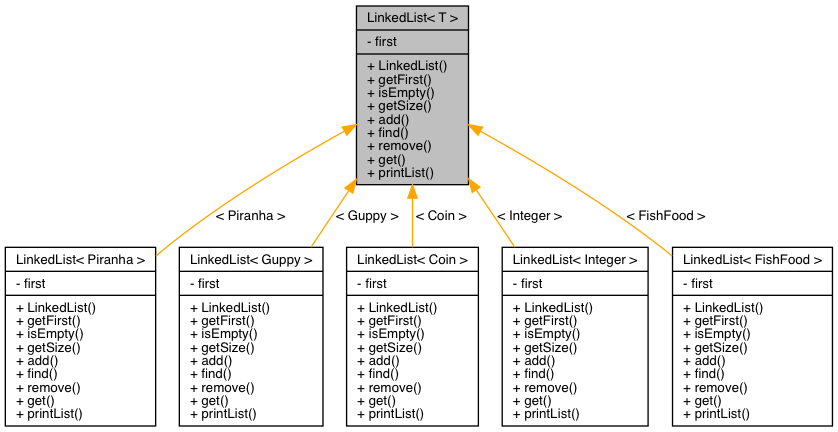 LinkedList< T >
- first
+ LinkedList()
+ getFirst()
+ isEmpty()
+ getSize()
+ add()
+ find()
+ remove()
+ get()
+ printList()
< Piranha >
< Guppy >
< Coin >
< Integer >
< FishFood >
LinkedList< Piranha >
- first
+ LinkedList()
+ getFirst()
+ isEmpty()
+ getSize()
+ add()
+ find()
+ remove()
+ get()
+ printList()
LinkedList< Guppy >
- first
+ LinkedList()
+ getFirst()
+ isEmpty()
+ getSize()
+ add()
+ find()
+ remove()
+ get()
+ printList()
LinkedList< Coin >
- first
+ LinkedList()
+ getFirst()
+ isEmpty()
+ getSize()
+ add()
+ find()
+ remove()
+ get()
+ printList()
LinkedList< Integer >
- first
+ LinkedList()
+ getFirst()
+ isEmpty()
+ getSize()
+ add()
+ find()
+ remove()
+ get()
+ printList()
LinkedList< FishFood >
- first
+ LinkedList()
+ getFirst()
+ isEmpty()
+ getSize()
+ add()
+ find()
+ remove()
+ get()
+ printList()